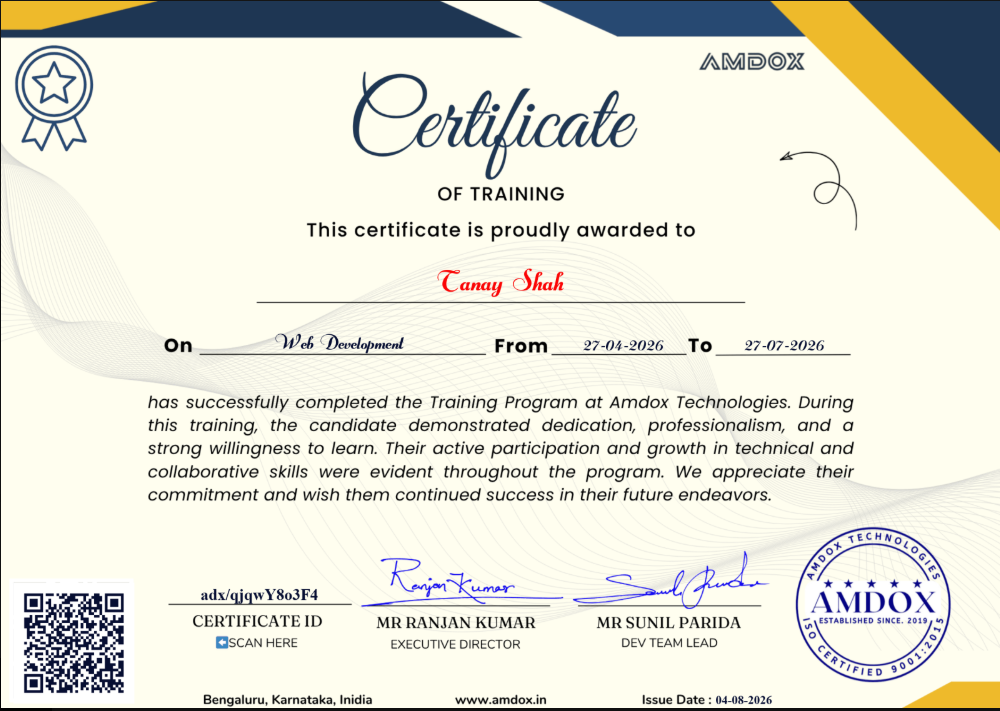 AMDOX
Certificate
OF TRAINING
This certificate is proudly awarded to
Tanay Shah
On Web Development From 27-04-2026 To 27-07-2026
has successfully completed the Training Program at Amdox Technologies. During
this training, the candidate demonstrated dedication, professionalism, and a
strong willingness to learn. Their active participation and growth in technical and
collaborative skills were evident throughout the program. We appreciate their
commitment and wish them continued success in their future endeavors.
adx/qjqwY8o3F4
CERTIFICATE ID
SCAN HERE
Ranjan Kumar
MR RANJAN KUMAR
EXECUTIVE DIRECTOR
MR SUNIL PARIDA
DEV TEAM LEAD
AMDOX TECHNOLOGIES
AMDOX
ESTABLISHED SINCE. 2019
ISO CERTIFIED 9001:2015
Bengaluru, Karnataka, Inidia
www.amdox.in
Issue Date : 04-08-2026